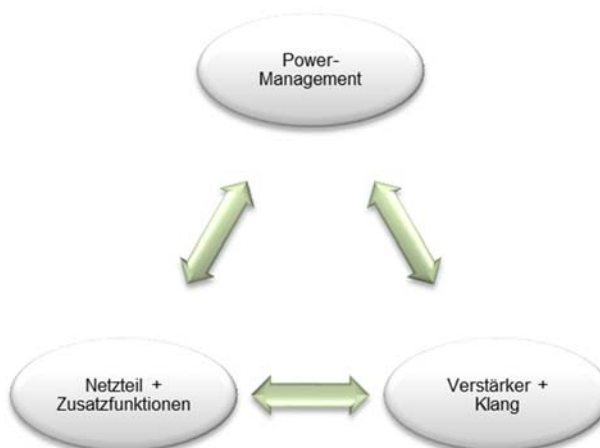 Power-
Management
Netzteil +
Zusatzfunktionen
Verstärker +
Klang